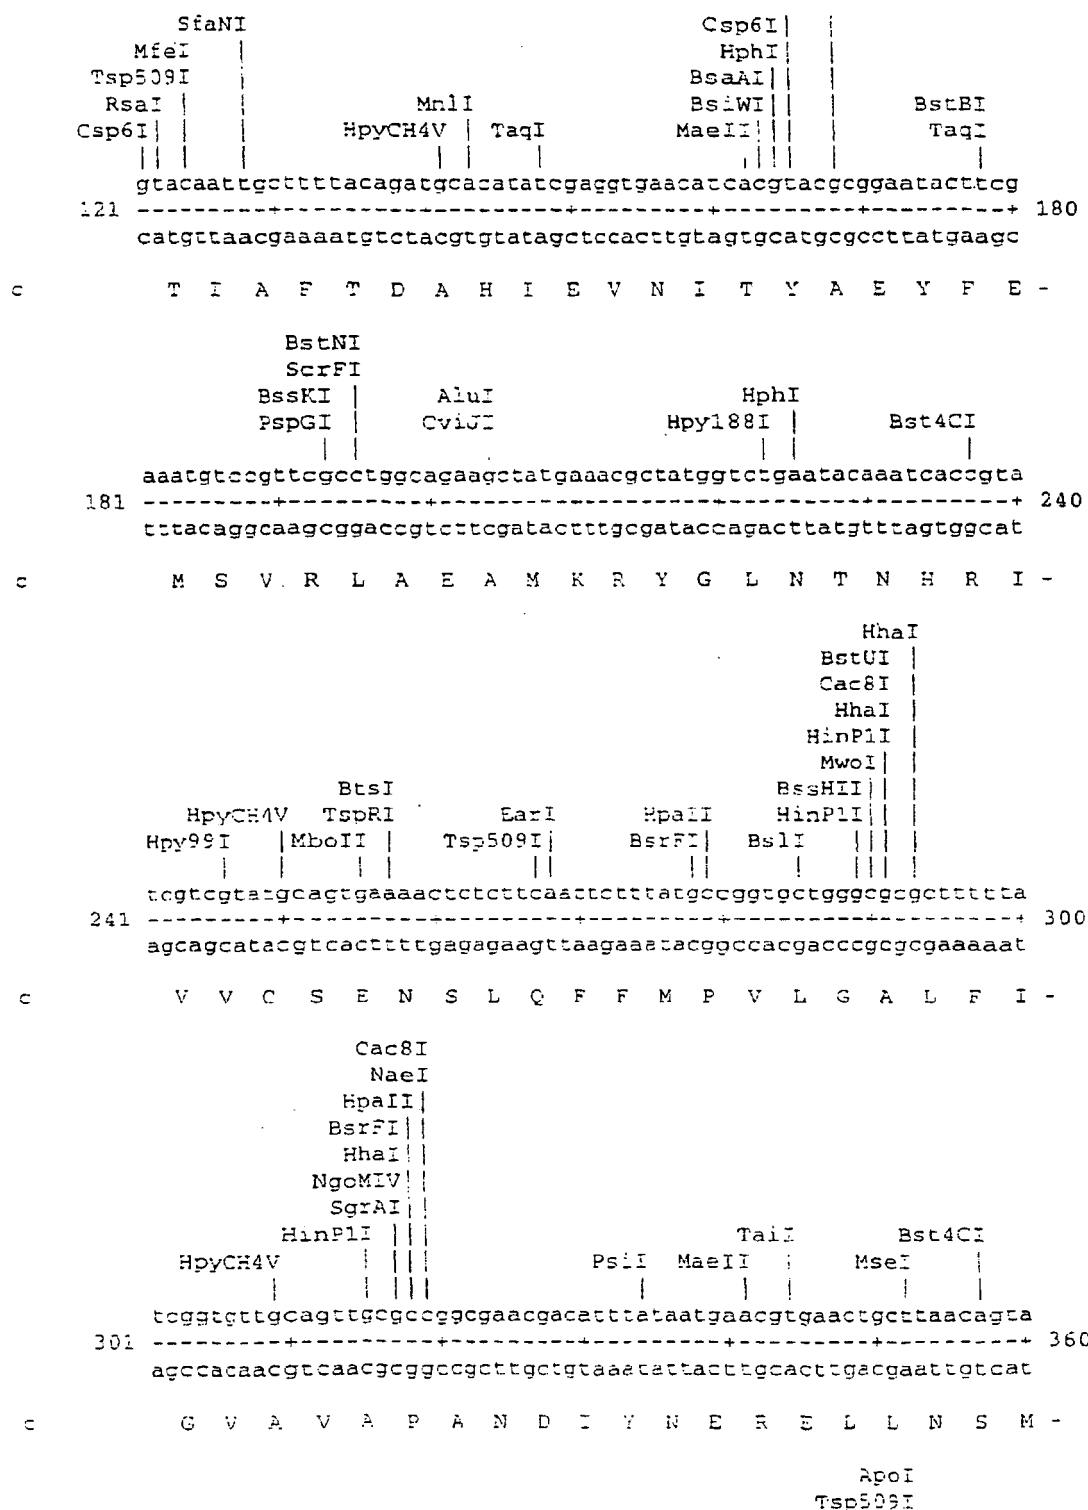 SfaNI Csp6I
MfeI HphI
Tsp509I BsaAI
RsaI MnlI BsiWI BstBI
Csp6I HpyCH4V TaqI MaeII TaqI
gtacaattgcttttacagatgcacatatcgaggtgaacatcacgtacgcggaatacttcg
121 ---------+---------+---------+---------+---------+---------+ 180
catgttaacgaaaatgtctacgtgtatagctccacttgtagtgcatgcgccttatgaagc
c T I A F T D A H I E V N I T Y A E Y F E -
BstNI
ScrFI
BssKI AluI HphI
PspGI CviJI Hpy188I Bst4CI
aaatgtccgttcgcctggcagaagctatgaaacgctatggtctgaatacaaatcaccgta
181 ---------+---------+---------+---------+---------+---------+ 240
tttacaggcaagcggaccgtcttcgatactttgcgataccagacttatgtttagtggcat
c M S V R L A E A M K R Y G L N T N H R I -
HhaI
BstUI
Cac8I
HhaI
HinP1I
MwoI
BtsI BssHII
HpyCH4V TspRI EarI HpaII HinP1I
Hpy99I MboII Tsp509I BsrFI BslI
tcgtcgtatgcagtgaaaactctcttcaattctttatgccggtgctgggcgcgcttttta
241 ---------+---------+---------+---------+---------+---------+ 300
agcagcatacgtcacttttgagagaagttaagaaatacggccacgacccgcgcgaaaaat
c V V C S E N S L Q F F M P V L G A L F I -
Cac8I
NaeI
HpaII
BsrFI
HhaI
NgoMIV
SgrAI
HinP1I TaiI Bst4CI
HpyCH4V PsiI MaeII MseI
tcggtgttgcagttgcgccggcgaacgacatttataatgaacgtgaactgcttaacagta
301 ---------+---------+---------+---------+---------+---------+ 360
agccacaacgtcaacgcggccgcttgctgtaaatattacttgcacttgacgaattgtcat
c G V A V A P A N D I Y N E R E L L N S M -
ApoI
Tsp509I